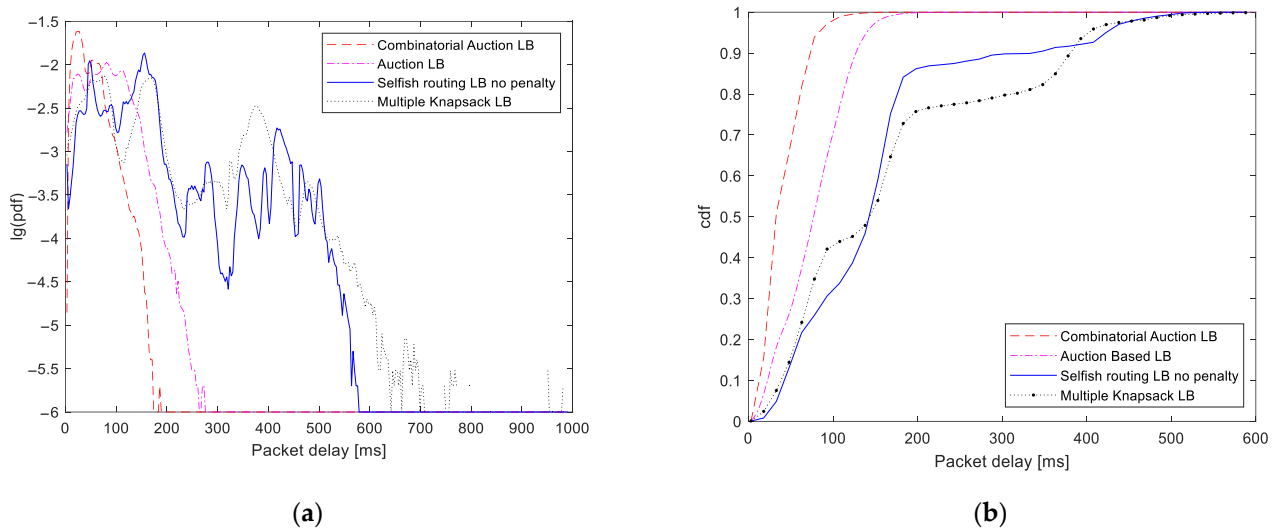 −1.5
−2
−2.5
−3
−3.5
−4
−4.5
−5
−5.5
−6
lg(pdf)
Combinatorial Auction LB
Auction LB
Selfish routing LB no penalty
Multiple Knapsack LB
0 100 200 300 400 500 600 700 800 900 1000
Packet delay [ms]
(a)
1
0.9
0.8
0.7
0.6
0.5
0.4
0.3
0.2
0.1
0
cdf
Combinatorial Auction LB
Auction Based LB
Selfish routing LB no penalty
Multiple Knapsack LB
0 100 200 300 400 500 600
Packet delay [ms]
(b)